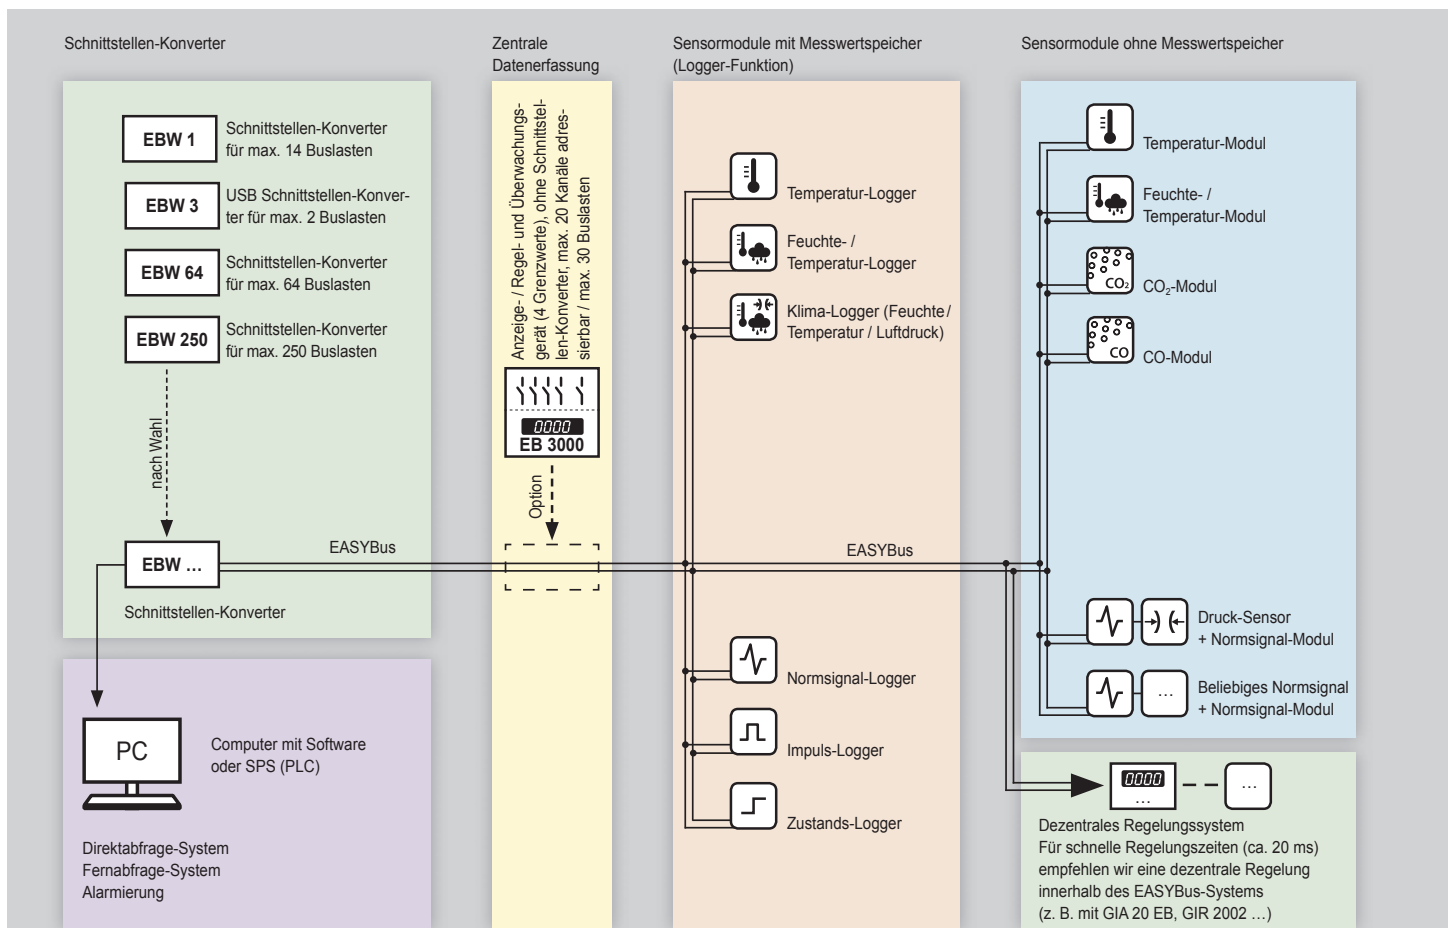 Schnittstellen-Konverter
EBW 1
Schnittstellen-Konverter
für max. 14 Buslasten
EBW 3
USB Schnittstellen-Konver-
ter für max. 2 Buslasten
EBW 64
Schnittstellen-Konverter
für max. 64 Buslasten
EBW 250
Schnittstellen-Konverter
für max. 250 Buslasten
nach Wahl
EBW …
EASYBus
Schnittstellen-Konverter
PC
Computer mit Software
oder SPS (PLC)
Direktabfrage-System
Fernabfrage-System
Alarmierung
Zentrale
Datenerfassung
Anzeige- / Regel- und Überwachungs-
gerät (4 Grenzwerte), ohne Schnittstel-
len-Konverter, max. 20 Kanäle adres-
sierbar / max. 30 Buslasten
0000
EB 3000
Option
Sensormodule mit Messwertspeicher
(Logger-Funktion)
Temperatur-Logger
Feuchte- /
Temperatur-Logger
Klima-Logger (Feuchte /
Temperatur / Luftdruck)
EASYBus
Normsignal-Logger
Impuls-Logger
Zustands-Logger
Sensormodule ohne Messwertspeicher
Temperatur-Modul
Feuchte- /
Temperatur-Modul
CO₂
CO₂-Modul
CO
CO-Modul
Druck-Sensor
+ Normsignal-Modul
…
Beliebiges Normsignal
+ Normsignal-Modul
0000
…
…
Dezentrales Regelungssystem
Für schnelle Regelungszeiten (ca. 20 ms)
empfehlen wir eine dezentrale Regelung
innerhalb des EASYBus-Systems
(z. B. mit GIA 20 EB, GIR 2002 …)